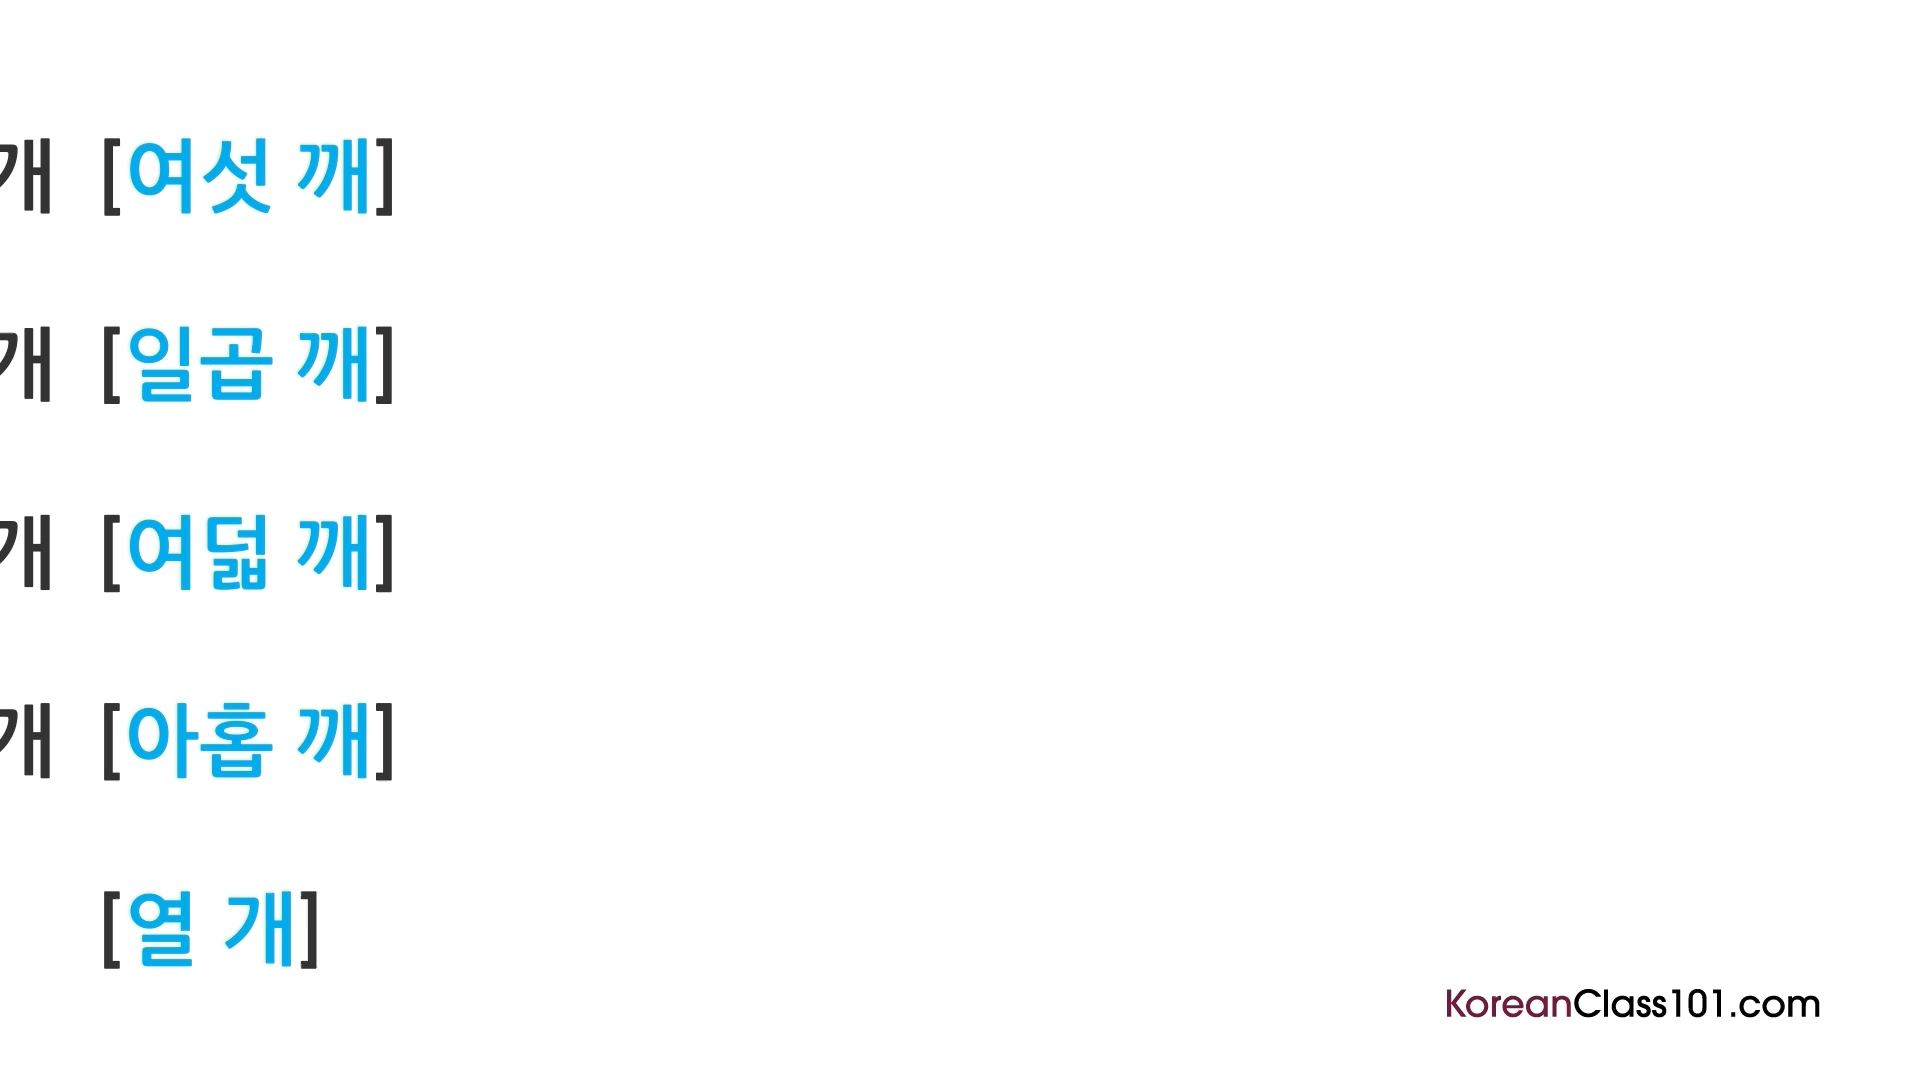 개 [여섯 깨]
개 [일곱 깨]
개 [여덟 깨]
개 [아홉 깨]
[열 개]
KoreanClass101.com